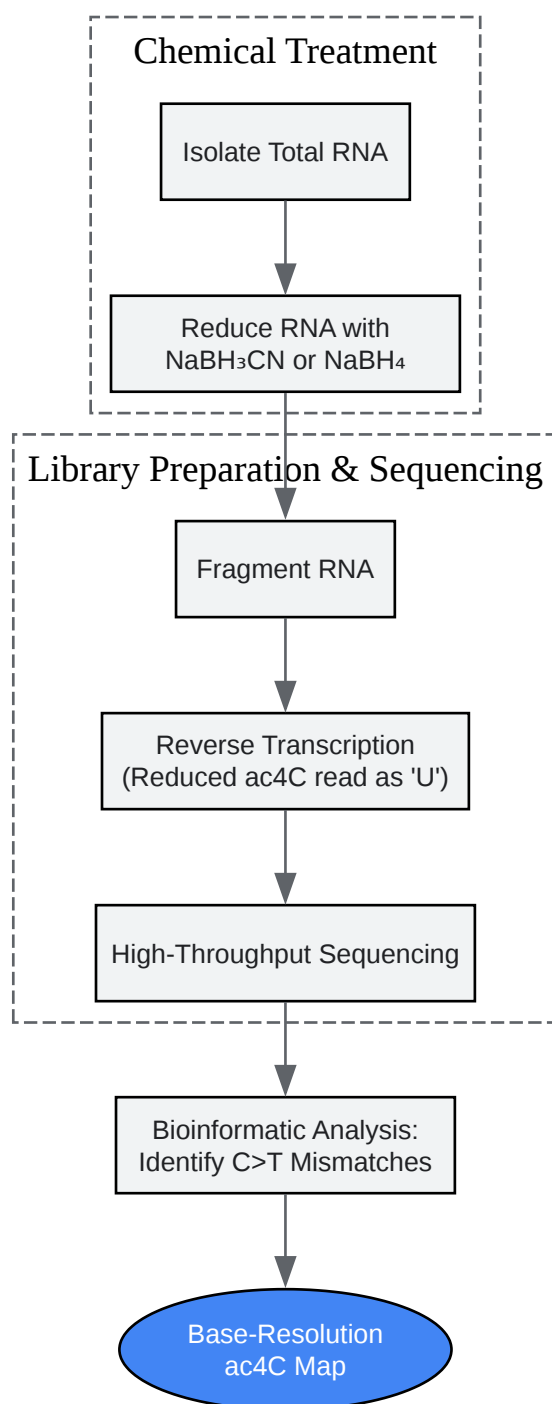 Chemical Treatment
Isolate Total RNA
Reduce RNA with
NaBH₃CN or NaBH₄
Library Preparation & Sequencing
Fragment RNA
Reverse Transcription
(Reduced ac4C read as 'U')
High-Throughput Sequencing
Bioinformatic Analysis:
Identify C>T Mismatches
Base-Resolution
ac4C Map